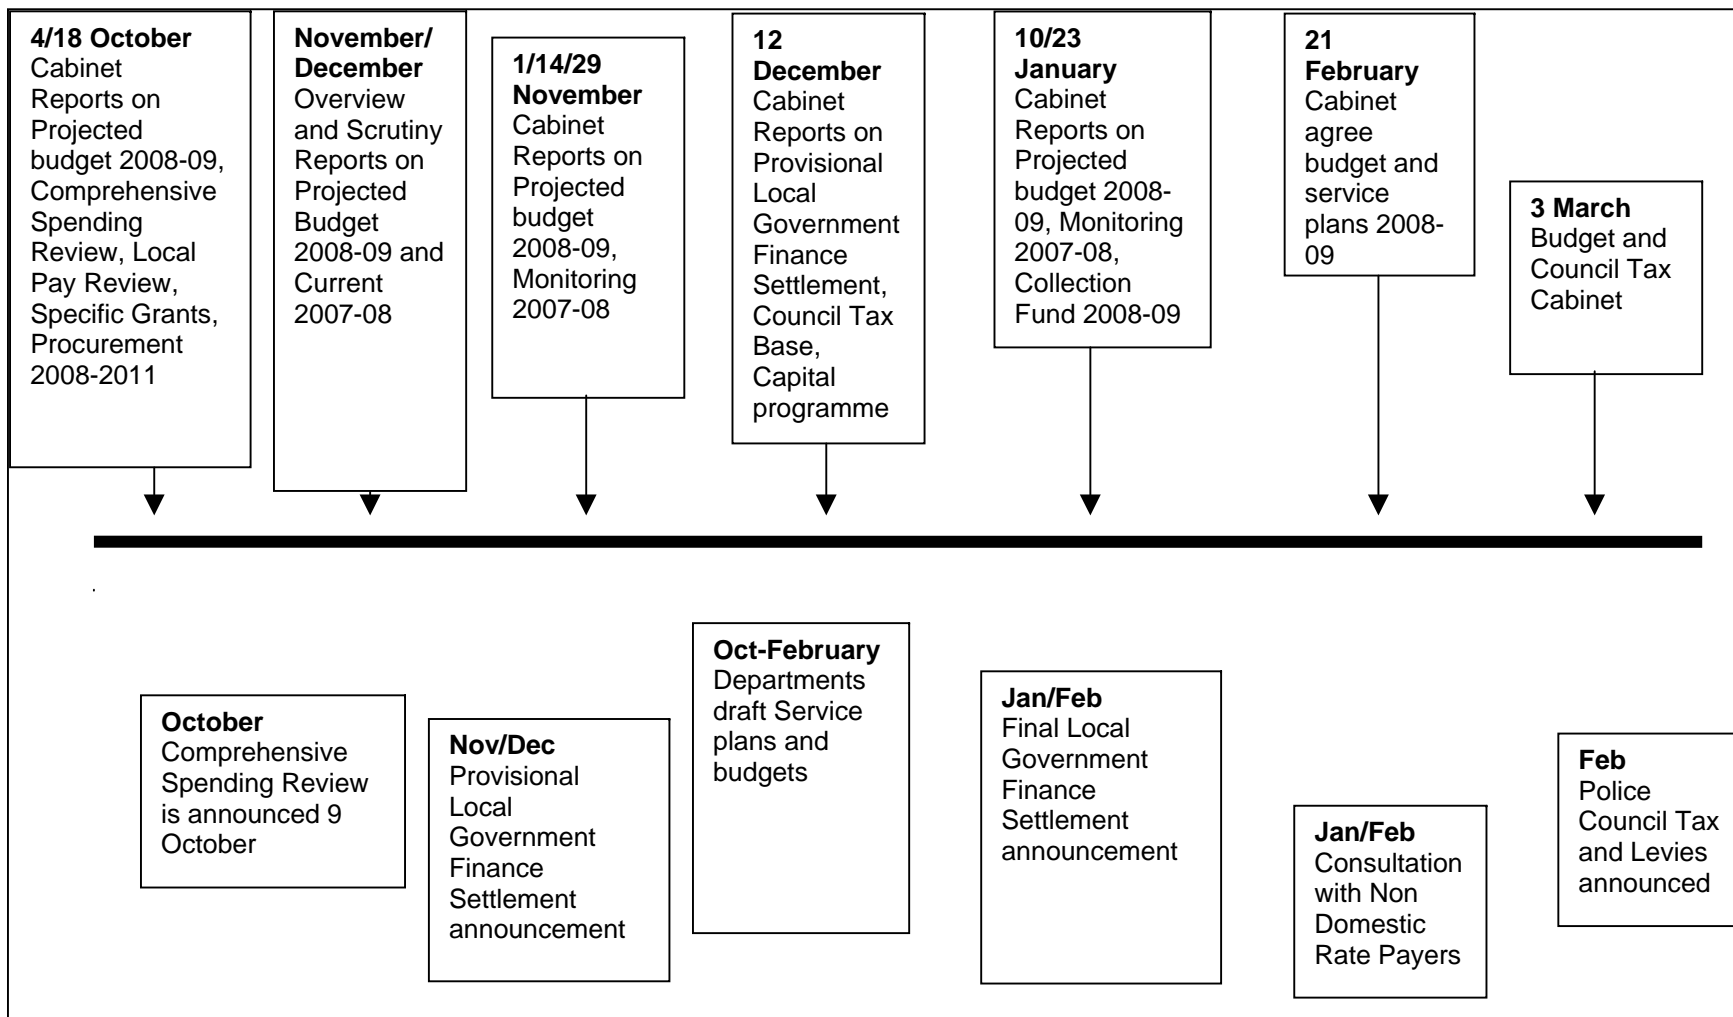 4/18 October
Cabinet
Reports on
Projected
budget 2008-09,
Comprehensive
Spending
Review, Local
Pay Review,
Specific Grants,
Procurement
2008-2011
November/
December
Overview
and Scrutiny
Reports on
Projected
Budget
2008-09 and
Current
2007-08
1/14/29
November
Cabinet
Reports on
Projected
budget
2008-09,
Monitoring
2007-08
12
December
Cabinet
Reports on
Provisional
Local
Government
Finance
Settlement,
Council Tax
Base,
Capital
programme
10/23
January
Cabinet
Reports on
Projected
budget 2008-
09, Monitoring
2007-08,
Collection
Fund 2008-09
21
February
Cabinet
agree
budget and
service
plans 2008-
09
3 March
Budget and
Council Tax
Cabinet
October
Comprehensive
Spending Review
is announced 9
October
Nov/Dec
Provisional
Local
Government
Finance
Settlement
announcement
Oct-February
Departments
draft Service
plans and
budgets
Jan/Feb
Final Local
Government
Finance
Settlement
announcement
Jan/Feb
Consultation
with Non
Domestic
Rate Payers
Feb
Police
Council Tax
and Levies
announced